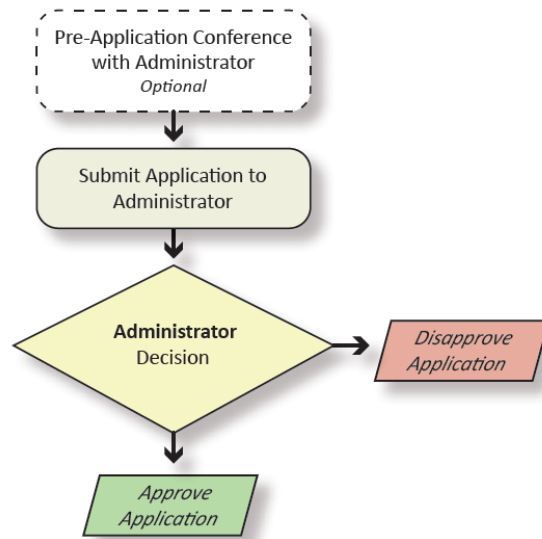 Pre-Application Conference
with Administrator
Optional
Submit Application to
Administrator
Administrator
Decision
Disapprove
Application
Approve
Application